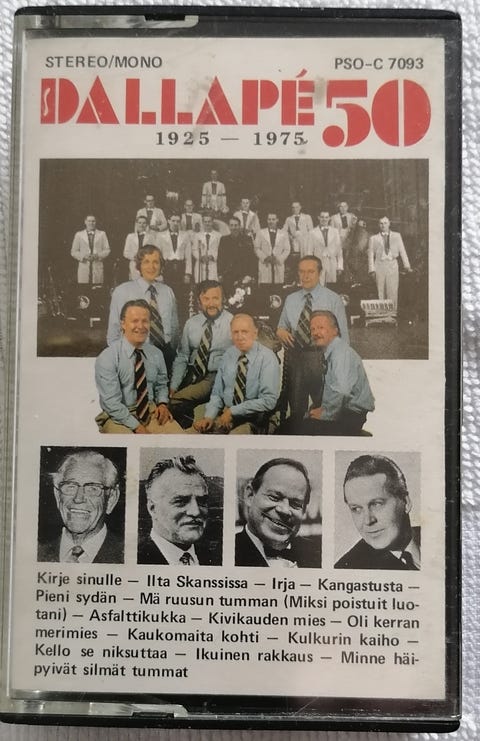 STEREO/MONO PSO-C 7093
DALLAPÉ 50
1925 — 1975
Kirje sinulle — Ilta Skanssissa — Irja — Kangastusta —
Pieni sydän — Mä ruusun tumman (Miksi poistuit luo-
tani) — Asfalttikukka — Kivikauden mies — Oli kerran
merimies — Kaukomaita kohti — Kulkurin kaiho —
Kello se niksuttaa — Ikuinen rakkaus — Minne häi-
pyivät silmät tummat